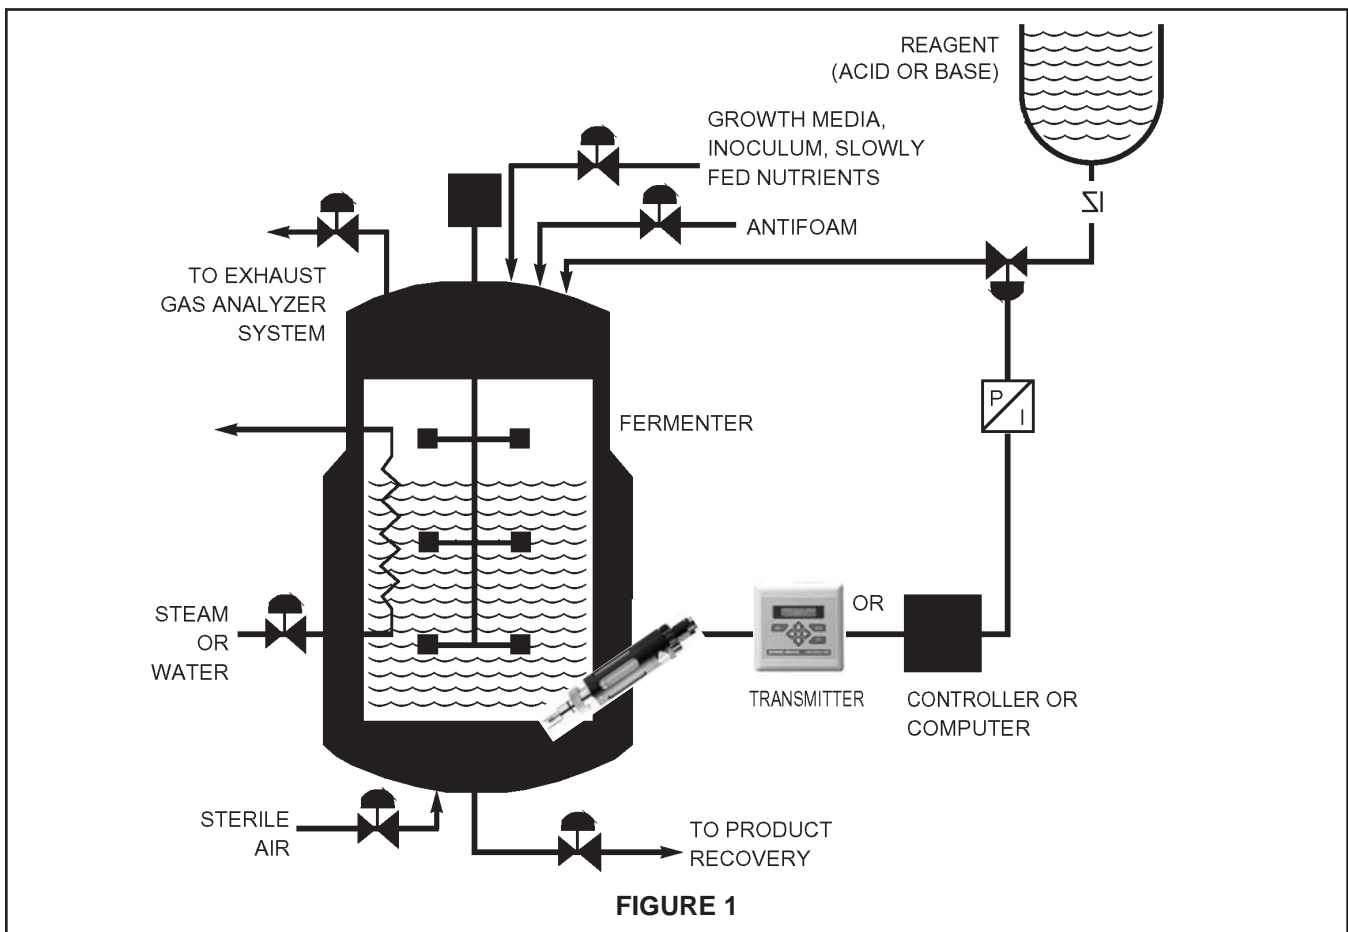 REAGENT
(ACID OR BASE)
GROWTH MEDIA,
INOCULUM, SLOWLY
FED NUTRIENTS
ANTIFOAM
TO EXHAUST
GAS ANALYZER
SYSTEM
P
I
FERMENTER
STEAM
OR
WATER
OR
TRANSMITTER
CONTROLLER OR
COMPUTER
STERILE
AIR
TO PRODUCT
RECOVERY
FIGURE 1